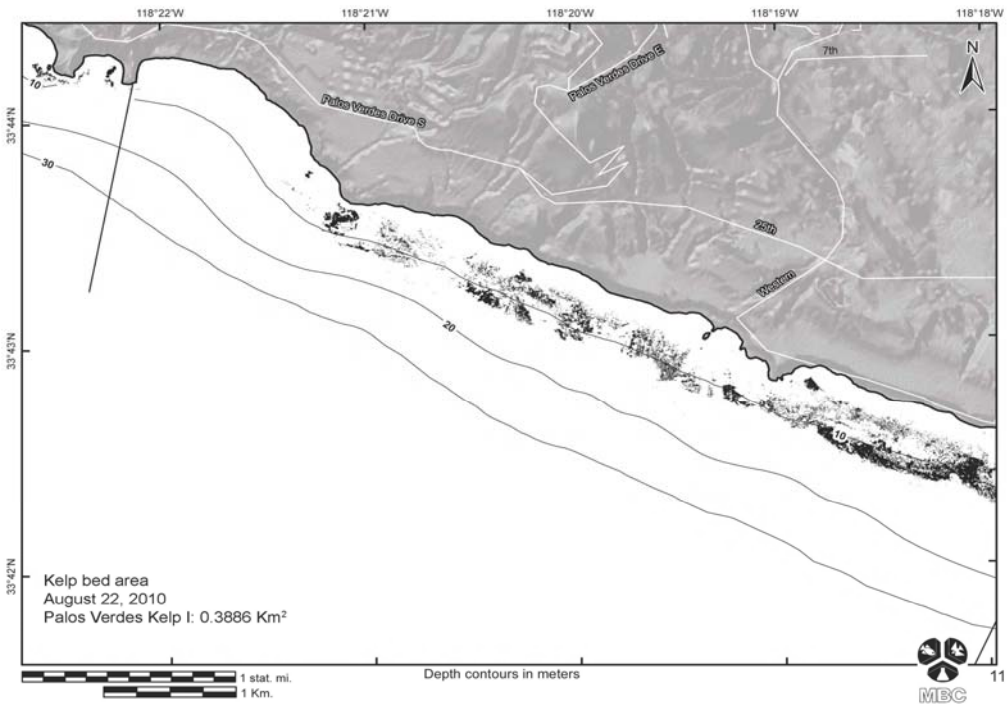 118°22'W 118°21'W 118°20'W 118°19'W 118°18'W
7th
N
Palos Verdes Drive E
10
Palos Verdes Drive S
33°44'N
30
25th
Western
20
33°43'N
10
33°42'N
Kelp bed area
August 22, 2010
Palos Verdes Kelp I: 0.3886 Km²
1 stat. mi.
Depth contours in meters
11
1 Km.
MBC